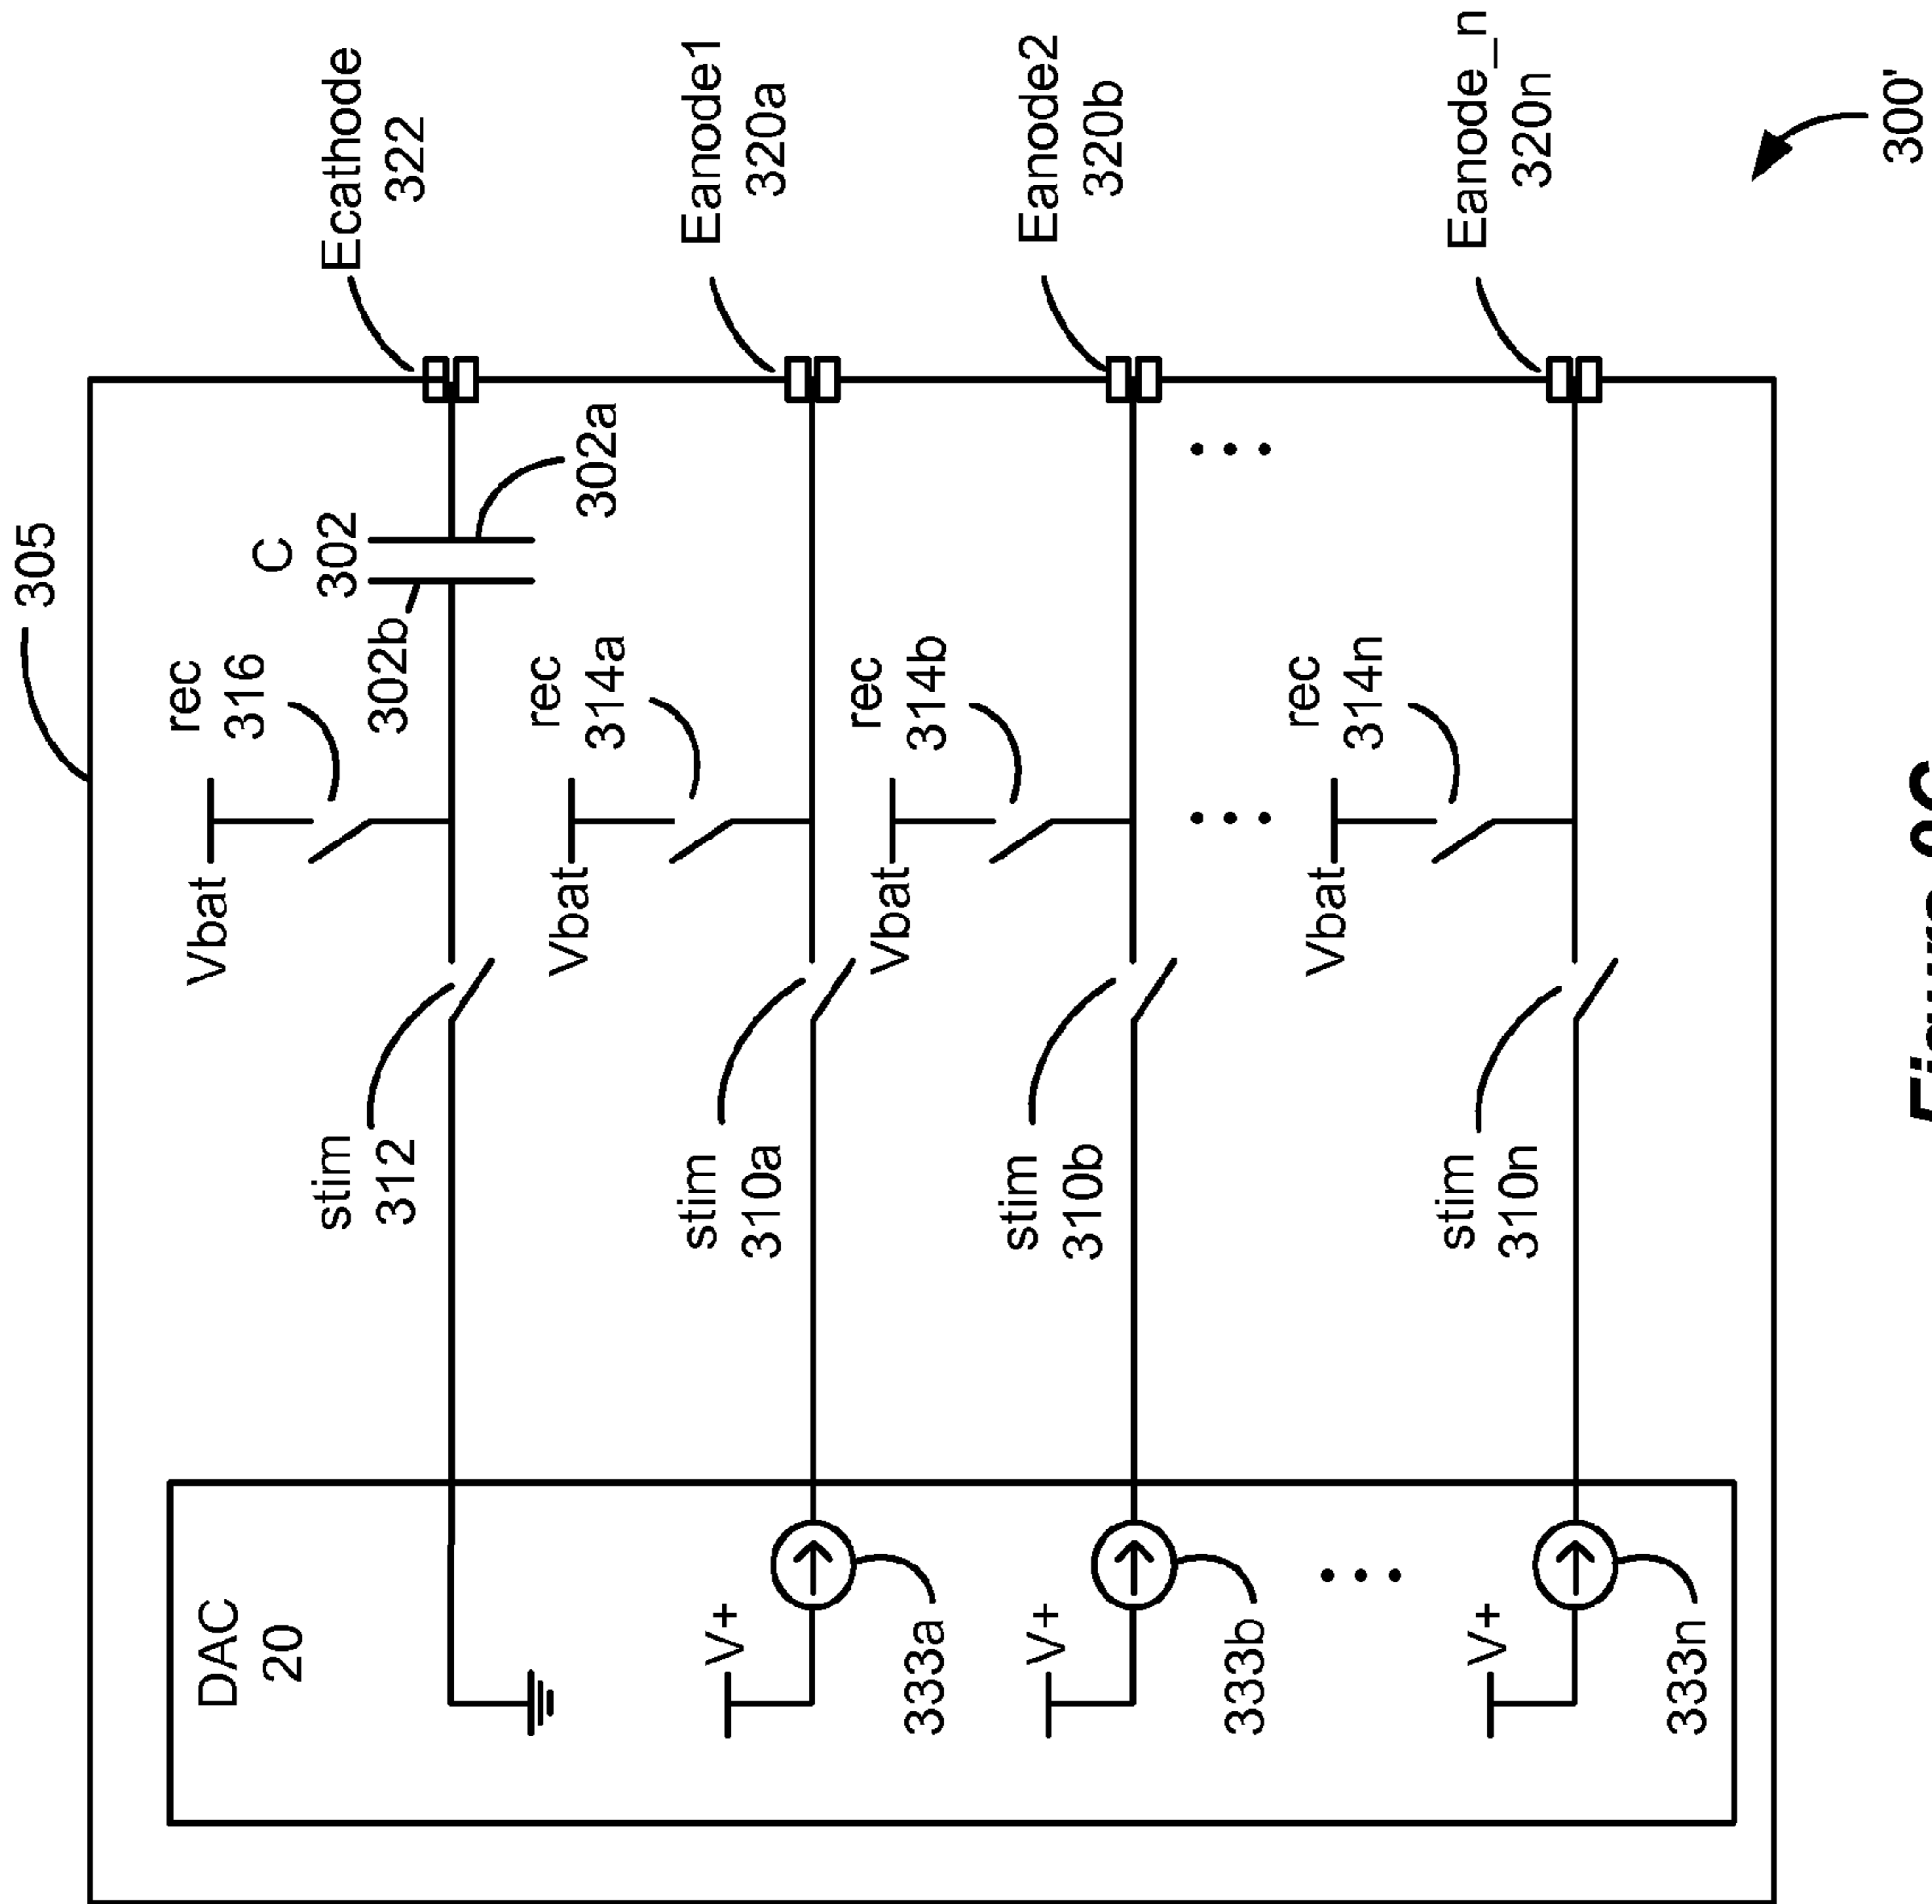 305
DAC
20
stim
312
Vbat
rec
316
302b
C
302
302a
Ecathode
322
V+
333a
stim
310a
Vbat
rec
314a
Eanode1
320a
V+
333b
stim
310b
Vbat
rec
314b
Eanode2
320b
V+
333n
stim
310n
Vbat
rec
314n
Eanode_n
320n
300'
Figure